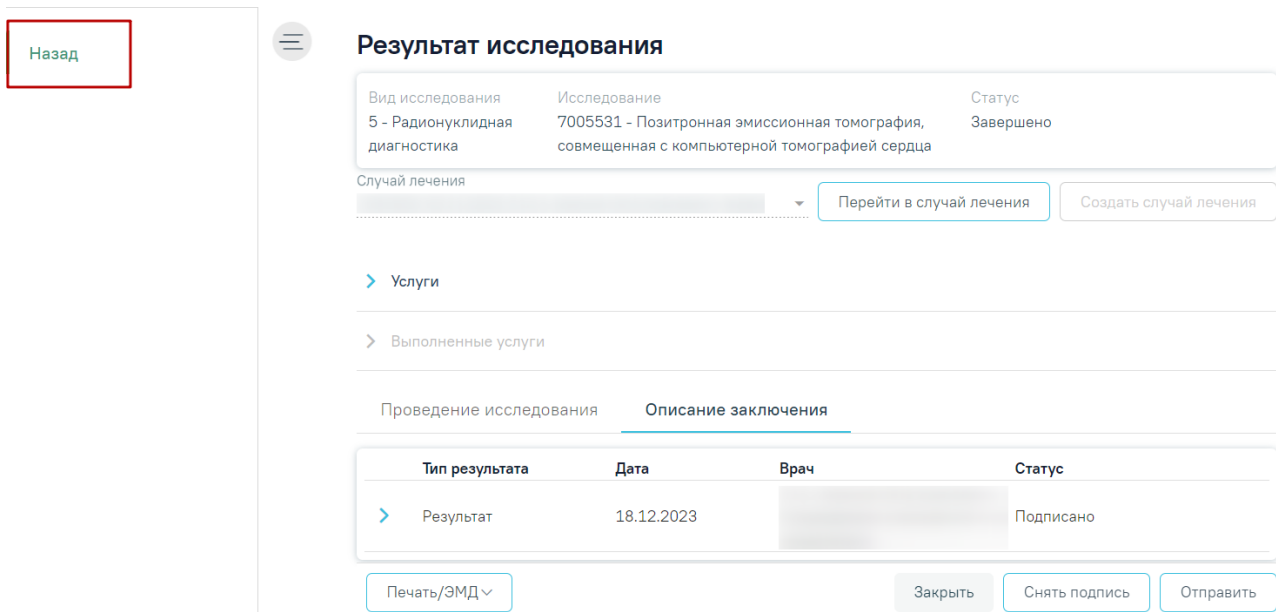 Назад
Результат исследования
Вид исследования Исследование Статус
5 - Радионуклидная 7005531 - Позитронная эмиссионная томография, Завершено
диагностика совмещенная с компьютерной томографией сердца
Случай лечения
Перейти в случай лечения Создать случай лечения
Услуги
Выполненные услуги
Проведение исследования Описание заключения
Тип результата Дата Врач Статус
Результат 18.12.2023 Подписано
Печать/ЭМД Закрыть Снять подпись Отправить